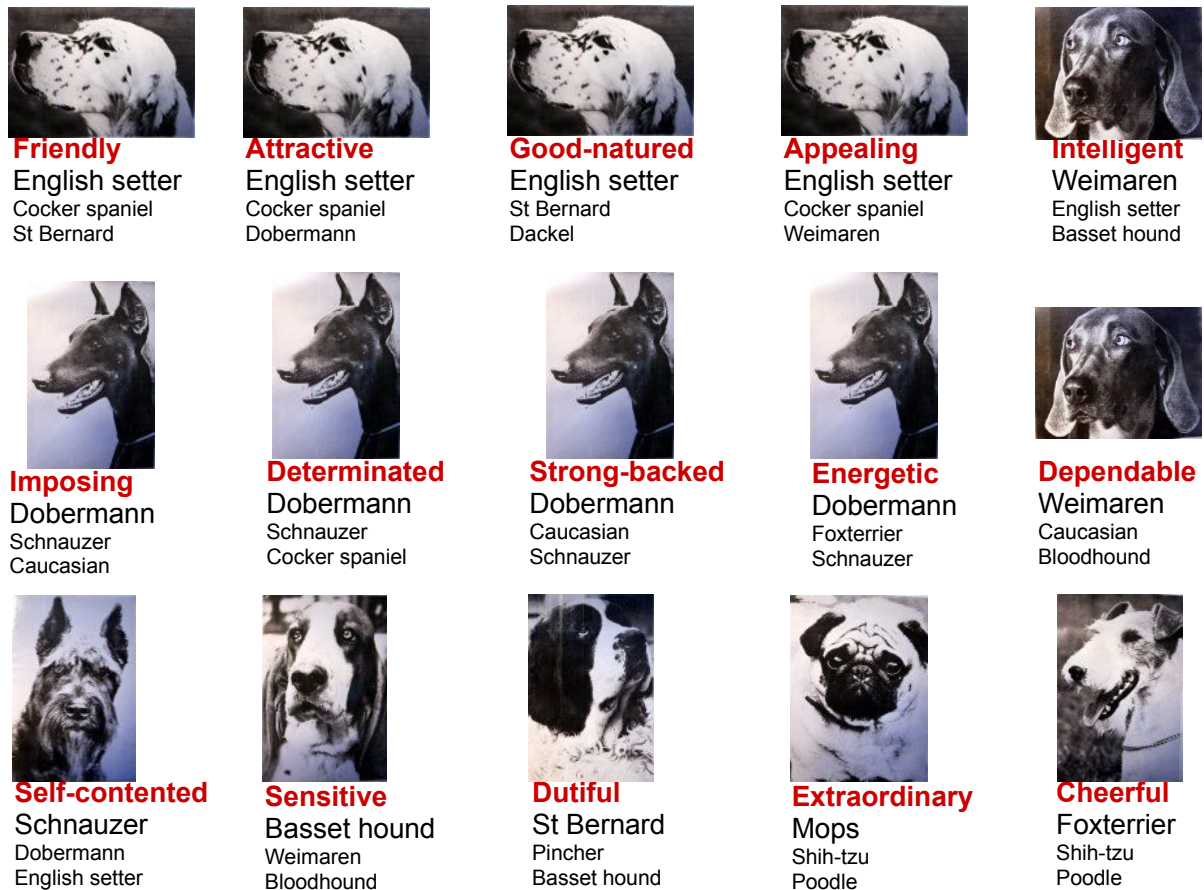 Friendly
English setter
Cocker spaniel
St Bernard
Attractive
English setter
Cocker spaniel
Dobermann
Good-natured
English setter
St Bernard
Dackel
Appealing
English setter
Cocker spaniel
Weimaren
Intelligent
Weimaren
English setter
Basset hound
Imposing
Dobermann
Schnauzer
Caucasian
Determinated
Dobermann
Schnauzer
Cocker spaniel
Strong-backed
Dobermann
Caucasian
Schnauzer
Energetic
Dobermann
Foxterrier
Schnauzer
Dependable
Weimaren
Caucasian
Bloodhound
Self-contented
Schnauzer
Dobermann
English setter
Sensitive
Basset hound
Weimaren
Bloodhound
Dutiful
St Bernard
Pincher
Basset hound
Extraordinary
Mops
Shih-tzu
Poodle
Cheerful
Foxterrier
Shih-tzu
Poodle